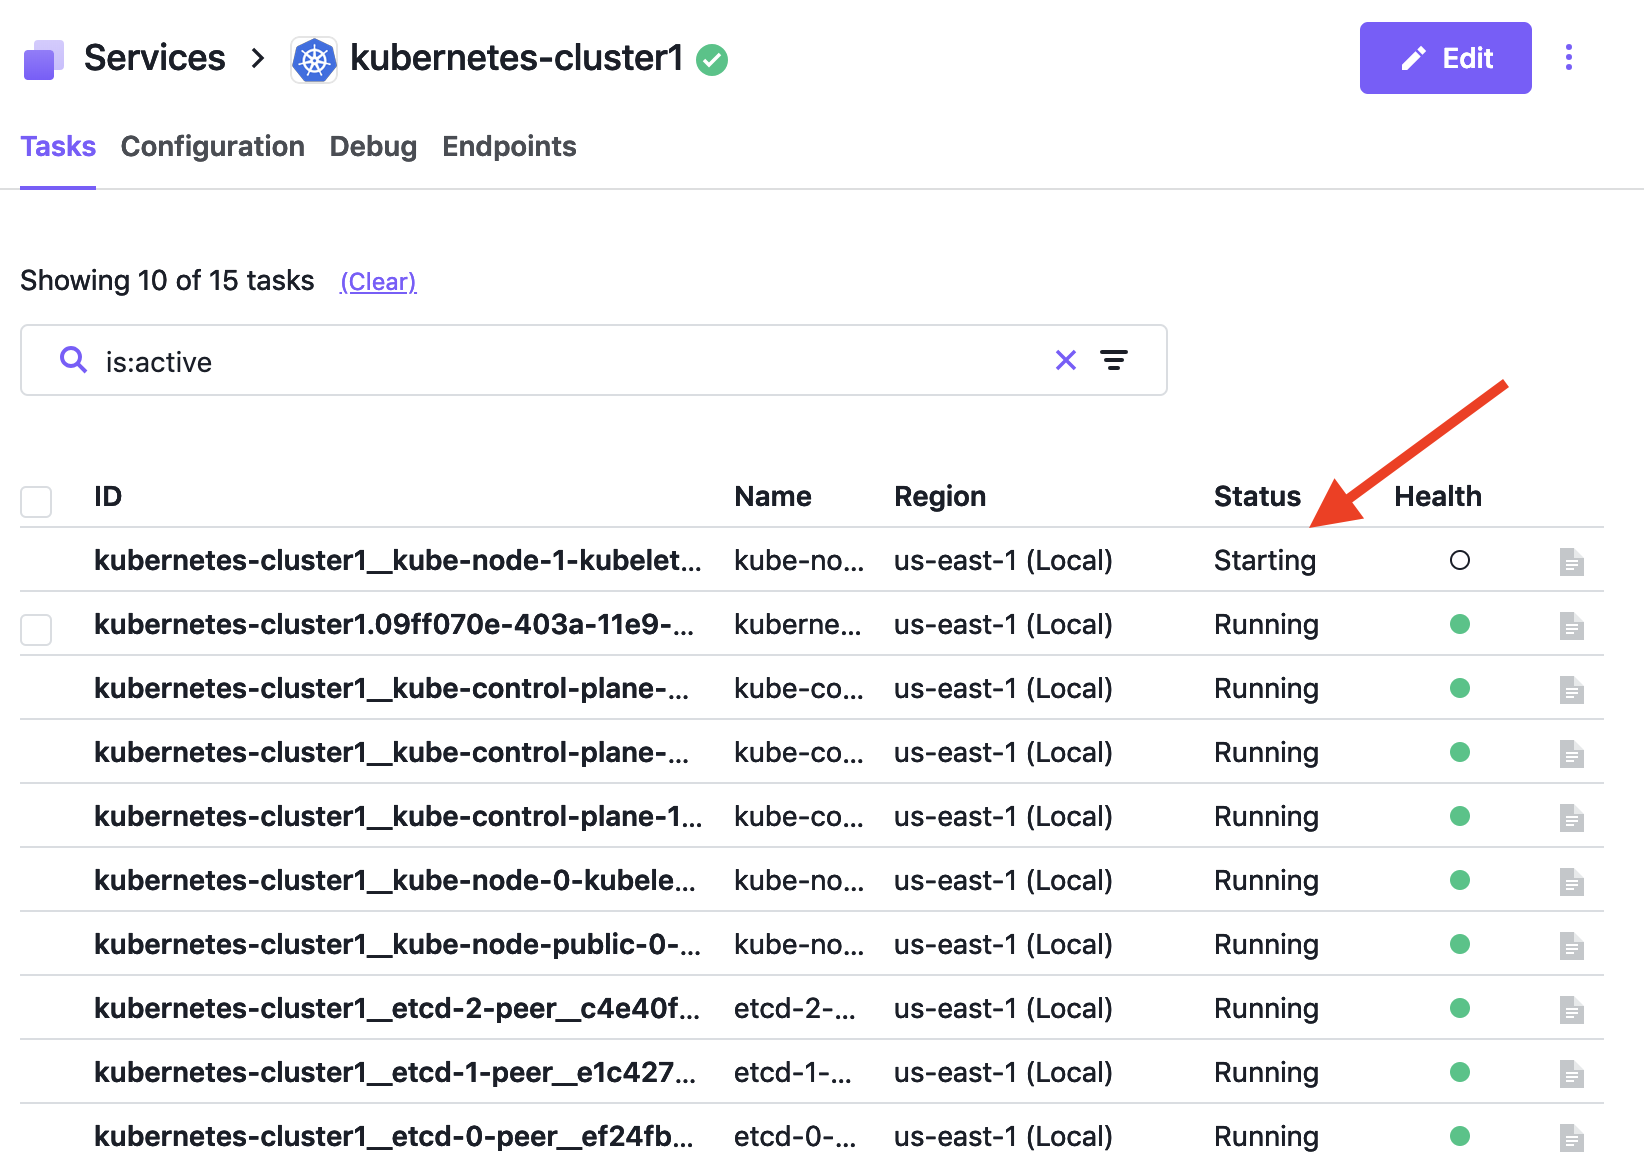 Services > kubernetes-cluster1 Edit
Tasks Configuration Debug Endpoints
Showing 10 of 15 tasks (Clear)
is:active
ID Name Region Status Health
kubernetes-cluster1__kube-node-1-kubelet... kube-no... us-east-1 (Local) Starting
kubernetes-cluster1.09ff070e-403a-11e9-... kuberne... us-east-1 (Local) Running
kubernetes-cluster1__kube-control-plane-... kube-co... us-east-1 (Local) Running
kubernetes-cluster1__kube-control-plane-... kube-co... us-east-1 (Local) Running
kubernetes-cluster1__kube-control-plane-1... kube-co... us-east-1 (Local) Running
kubernetes-cluster1__kube-node-0-kubele... kube-no... us-east-1 (Local) Running
kubernetes-cluster1__kube-node-public-0-... kube-no... us-east-1 (Local) Running
kubernetes-cluster1__etcd-2-peer__c4e40f... etcd-2-... us-east-1 (Local) Running
kubernetes-cluster1__etcd-1-peer__e1c427... etcd-1-... us-east-1 (Local) Running
kubernetes-cluster1__etcd-0-peer__ef24fb... etcd-0-... us-east-1 (Local) Running